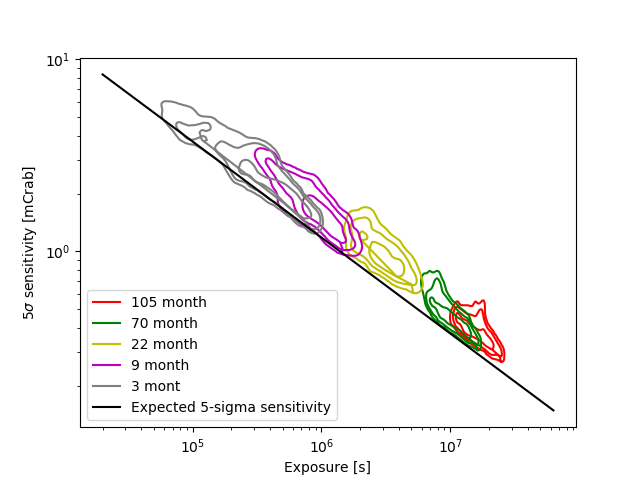 10¹
10⁰
5σ sensitivity [mCrab]
105 month
70 month
22 month
9 month
3 mont
Expected 5-sigma sensitivity
10⁵
10⁶
10⁷
Exposure [s]